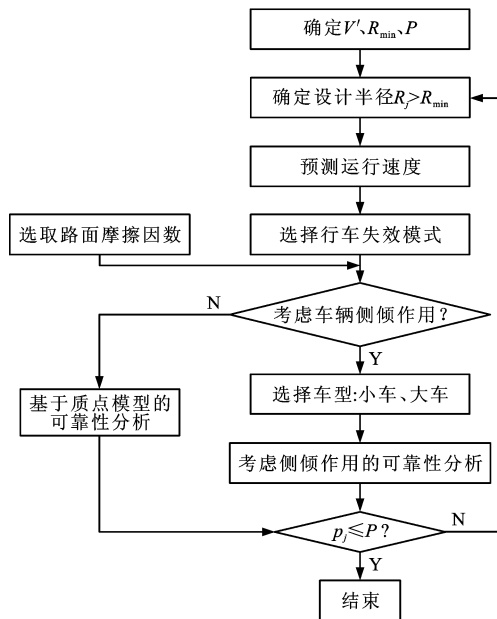 确定V′、Rmin、P
确定设计半径Rj>Rmin
预测运行速度
选取路面摩擦因数
选择行车失效模式
N
考虑车辆侧倾作用?
Y
选择车型:小车、大车
基于质点模型的
可靠性分析
考虑侧倾作用的可靠性分析
pj≤P?
N
Y
结束